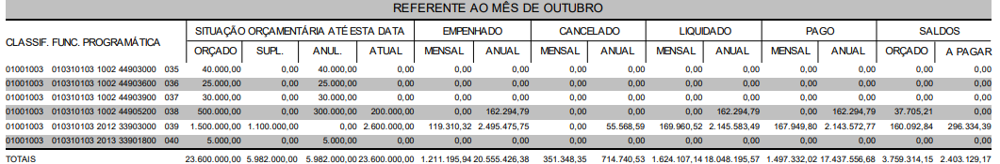 REFERENTE AO MÊS DE OUTUBRO
CLASSIF. FUNC. PROGRAMÁTICA SITUAÇÃO ORÇAMENTÁRIA ATÉ ESTA DATA EMPENHADO CANCELADO LIQUIDADO PAGO SALDOS
ORÇADO SUPL. ANUL. ATUAL MENSAL ANUAL MENSAL ANUAL MENSAL ANUAL MENSAL ANUAL ORÇADO A PAGAR
01001003 010310103 1002 44903000 035 40.000,00 0,00 40.000,00 0,00 0,00 0,00 0,00 0,00 0,00 0,00 0,00 0,00 0,00 0,00
01001003 010310103 1002 44903600 036 25.000,00 0,00 25.000,00 0,00 0,00 0,00 0,00 0,00 0,00 0,00 0,00 0,00 0,00 0,00
01001003 010310103 1002 44903900 037 30.000,00 0,00 30.000,00 0,00 0,00 0,00 0,00 0,00 0,00 0,00 0,00 0,00 0,00 0,00
01001003 010310103 1002 44905200 038 500.000,00 0,00 300.000,00 200.000,00 0,00 162.294,79 0,00 0,00 0,00 162.294,79 0,00 162.294,79 37.705,21 0,00
01001003 010310103 2012 33903000 039 1.500.000,00 1.100.000,00 0,00 2.600.000,00 119.310,32 2.495.475,75 0,00 55.568,59 169.960,52 2.145.583,49 167.949,80 2.143.572,77 160.092,84 296.334,39
01001003 010310103 2013 33901800 040 5.000,00 0,00 5.000,00 0,00 0,00 0,00 0,00 0,00 0,00 0,00 0,00 0,00 0,00 0,00
TOTAIS 23.600.000,00 5.982.000,00 5.982.000,00 23.600.000,00 1.211.195,94 20.555.426,38 351.348,35 714.740,53 1.624.107,14 18.048.195,57 1.497.332,02 17.437.556,68 3.759.314,15 2.403.129,17